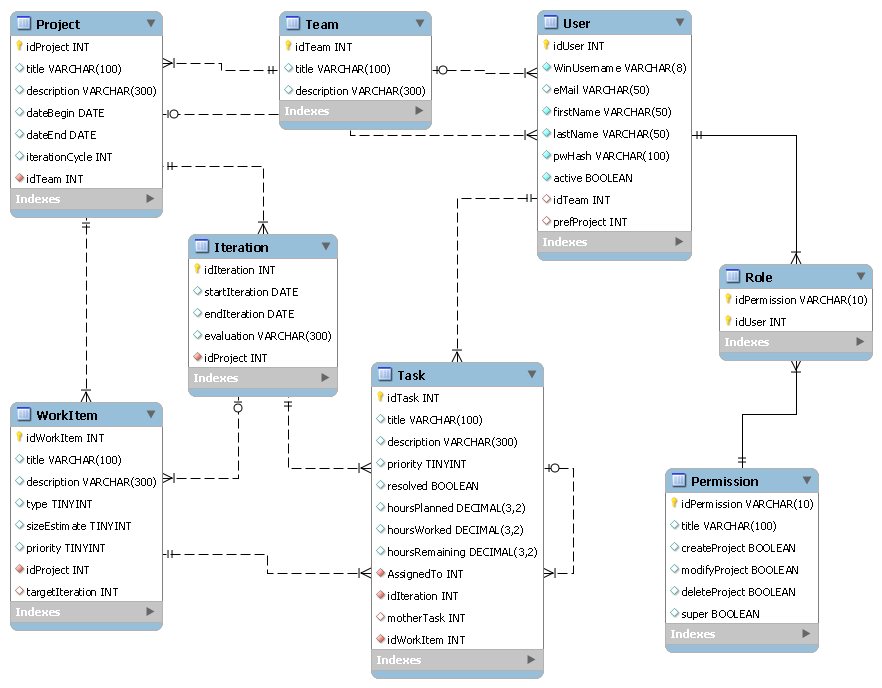 Project
idProject INT
title VARCHAR(100)
description VARCHAR(300)
dateBegin DATE
dateEnd DATE
iterationCycle INT
idTeam INT
Indexes
Team
idTeam INT
title VARCHAR(100)
description VARCHAR(300)
Indexes
User
idUser INT
WinUsername VARCHAR(8)
eMail VARCHAR(50)
firstName VARCHAR(50)
lastName VARCHAR(50)
pwHash VARCHAR(100)
active BOOLEAN
idTeam INT
prefProject INT
Indexes
Iteration
idIteration INT
startIteration DATE
endIteration DATE
evaluation VARCHAR(300)
idProject INT
Indexes
Role
idPermission VARCHAR(10)
idUser INT
Indexes
WorkItem
idWorkItem INT
title VARCHAR(100)
description VARCHAR(300)
type TINYINT
sizeEstimate TINYINT
priority TINYINT
idProject INT
targetIteration INT
Indexes
Task
idTask INT
title VARCHAR(100)
description VARCHAR(300)
priority TINYINT
resolved BOOLEAN
hoursPlanned DECIMAL(3,2)
hoursWorked DECIMAL(3,2)
hoursRemaining DECIMAL(3,2)
AssignedTo INT
idIteration INT
motherTask INT
idWorkItem INT
Indexes
Permission
idPermission VARCHAR(10)
title VARCHAR(100)
createProject BOOLEAN
modifyProject BOOLEAN
deleteProject BOOLEAN
super BOOLEAN
Indexes